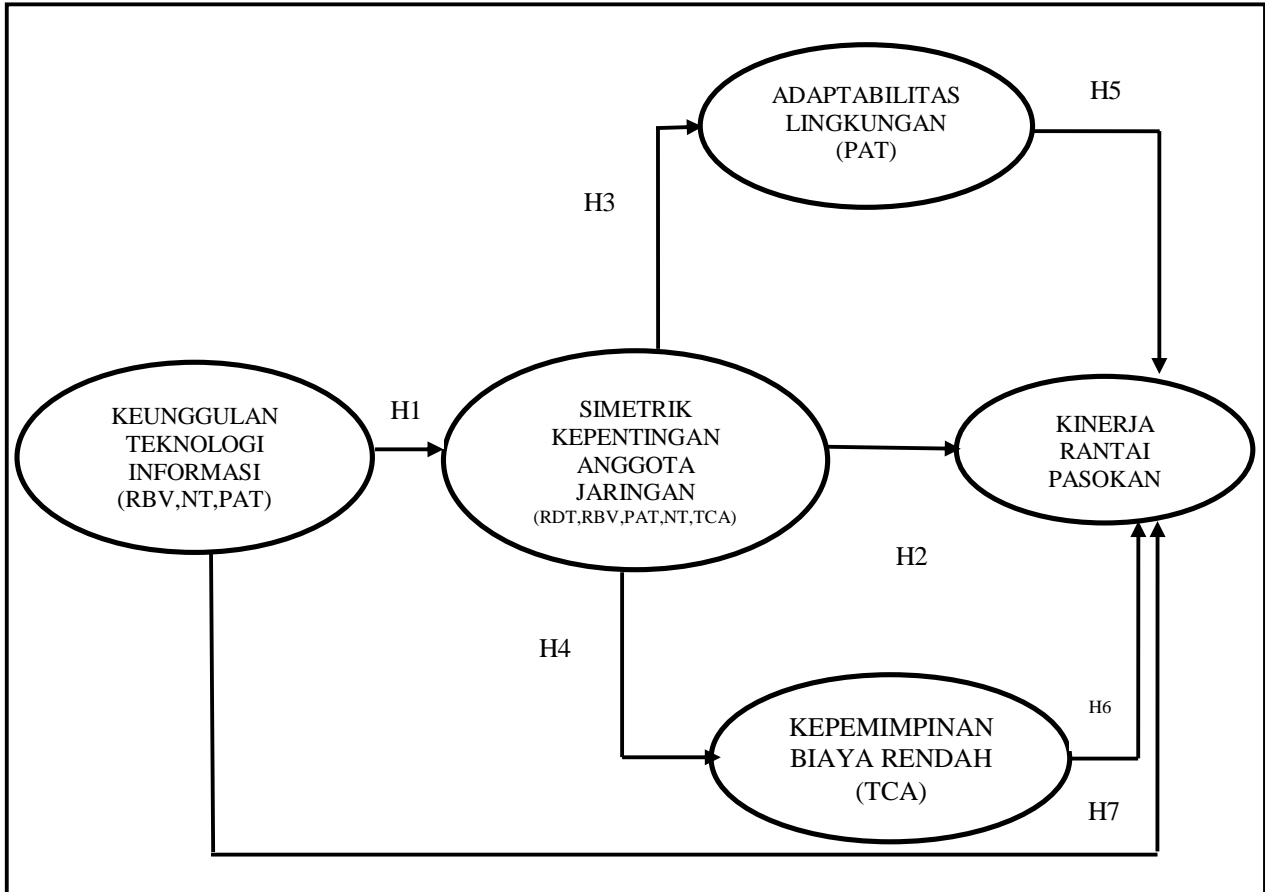 ADAPTABILITAS
LINGKUNGAN
(PAT)
H5
H3
KEUNGGULAN
TEKNOLOGI
INFORMASI
(RBV,NT,PAT)
H1
SIMETRIK
KEPENTINGAN
ANGGOTA
JARINGAN
(RDT,RBV,PAT,NT,TCA)
KINERJA
RANTAI
PASOKAN
H2
H4
KEPEMIMPINAN
BIAYA RENDAH
(TCA)
H6
H7